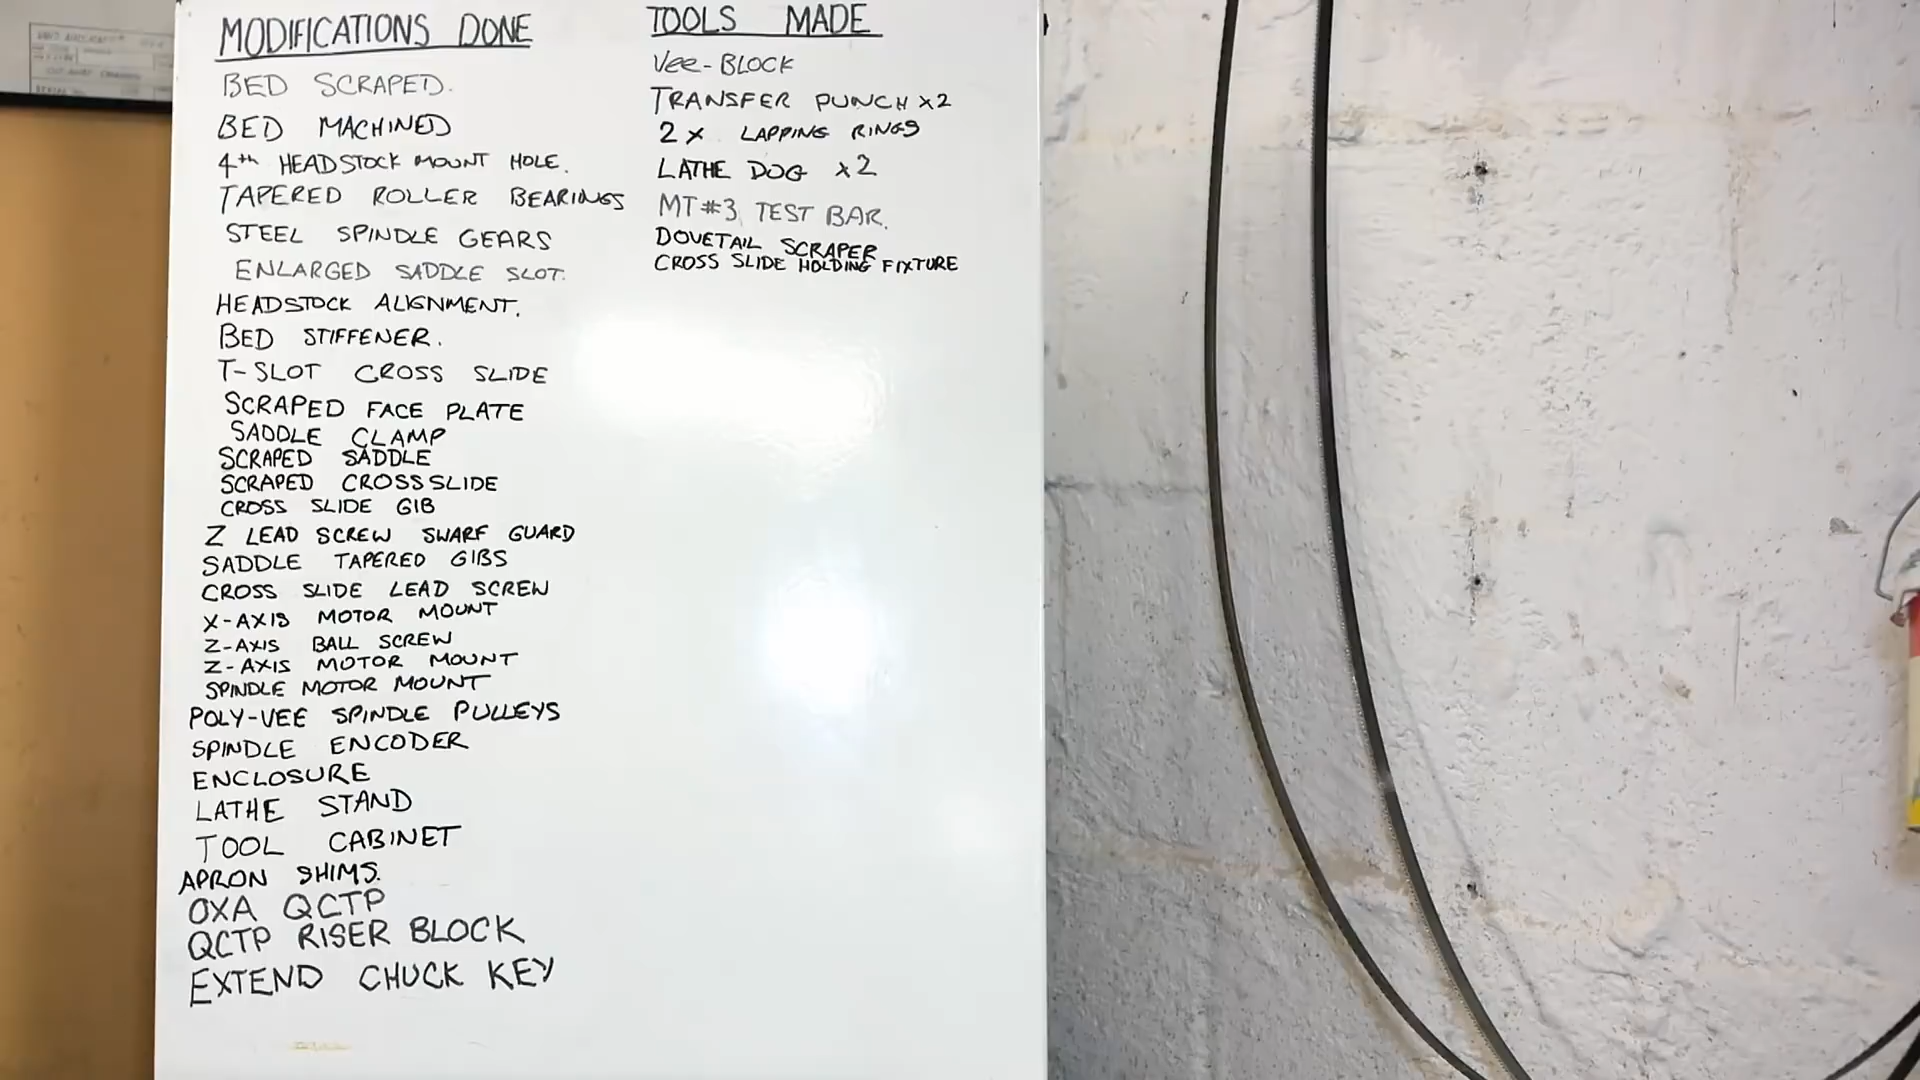 MODIFICATIONS DONE
BED SCRAPED.
BED MACHINED
4th HEADSTOCK MOUNT HOLE.
TAPERED ROLLER BEARINGS
STEEL SPINDLE GEARS
ENLARGED SADDLE SLOT.
HEADSTOCK ALIGNMENT.
BED STIFFENER.
T-SLOT CROSS SLIDE
SCRAPED FACE PLATE
SADDLE CLAMP
SCRAPED SADDLE
SCRAPED CROSSSLIDE
CROSS SLIDE GIB
Z LEAD SCREW SWARF GUARD
SADDLE TAPERED GIBS
CROSS SLIDE LEAD SCREW
X-AXIS MOTOR MOUNT
Z-AXIS BALL SCREW
Z-AXIS MOTOR MOUNT
SPINDLE MOTOR MOUNT
POLY-VEE SPINDLE PULLEYS
SPINDLE ENCODER
ENCLOSURE
LATHE STAND
TOOL CABINET
APRON SHIMS.
OXA QCTP
QCTP RISER BLOCK
EXTEND CHUCK KEY
TOOLS MADE
Vee-BLOCK
TRANSFER PUNCH x2
2 x LAPPING RINGS
LATHE DOG x2
MT#3 TEST BAR.
DOVETAIL SCRAPER
CROSS SLIDE HOLDING FIXTURE